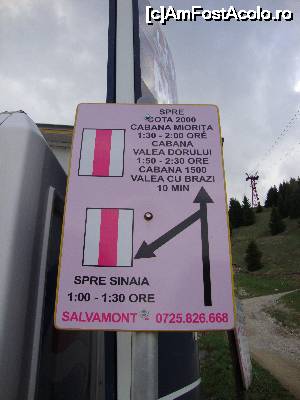 [c]AmFostAcolo.ro
SPRE
COTA 2000
CABANA MIORIȚA
1:30 - 2:00 ORE
CABANA
VALEA DORULUI
1:50 - 2:30 ORE
CABANA 1500
VALEA CU BRAZI
10 MIN
SPRE SINAIA
1:00 - 1:30 ORE
SALVAMONT 0725.826.668